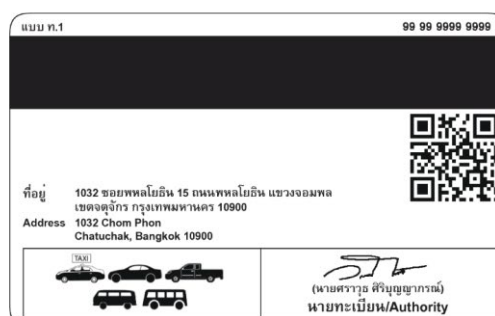 แบบ ท.1
99 99 9999 9999
ที่อยู่ 1032 ซอยพหลโยธิน 15 ถนนพหลโยธิน แขวงจอมพล
เขตจตุจักร กรุงเทพมหานคร 10900
Address 1032 Chom Phon
Chatuchak, Bangkok 10900
TAXI
(นายศราวุธ ศิริบุญญากรณ์)
นายทะเบียน/Authority